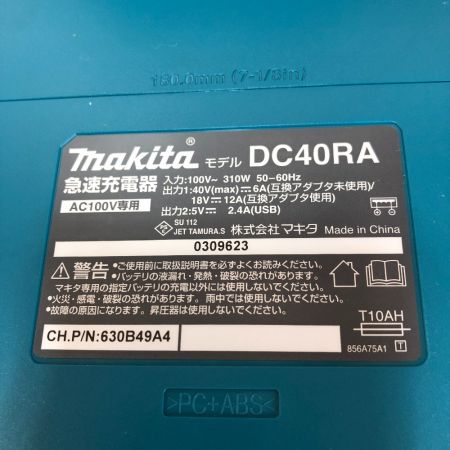 180.0mm (7-1/8in)
makita® モデル DC40RA
急速充電器
AC100V専用
入力:100V~ 310W 50-60Hz
出力1:40V(max)⎓6A(互換アダプタ未使用)/
18V⎓12A(互換アダプタ使用)
出力2:5V⎓ 2.4A(USB)
PS E SU 112
JET TAMURA.S 株式会社 マキタ Made in China
0309623
⚠警告 •ご使用前に取扱説明書を必ずよくお読みください。
•バッテリの液漏れ・発熱・破裂の恐れがあります。
マキタ専用の指定バッテリの充電以外には使用しないでください。
•火災・感電・破裂の恐れあり。雨中では使用しないでください。
•故障の原因になります。昇圧器は使用しないでください。
T10AH
CH.P/N:630B49A4
856A75A1 T
>PC+ABS<